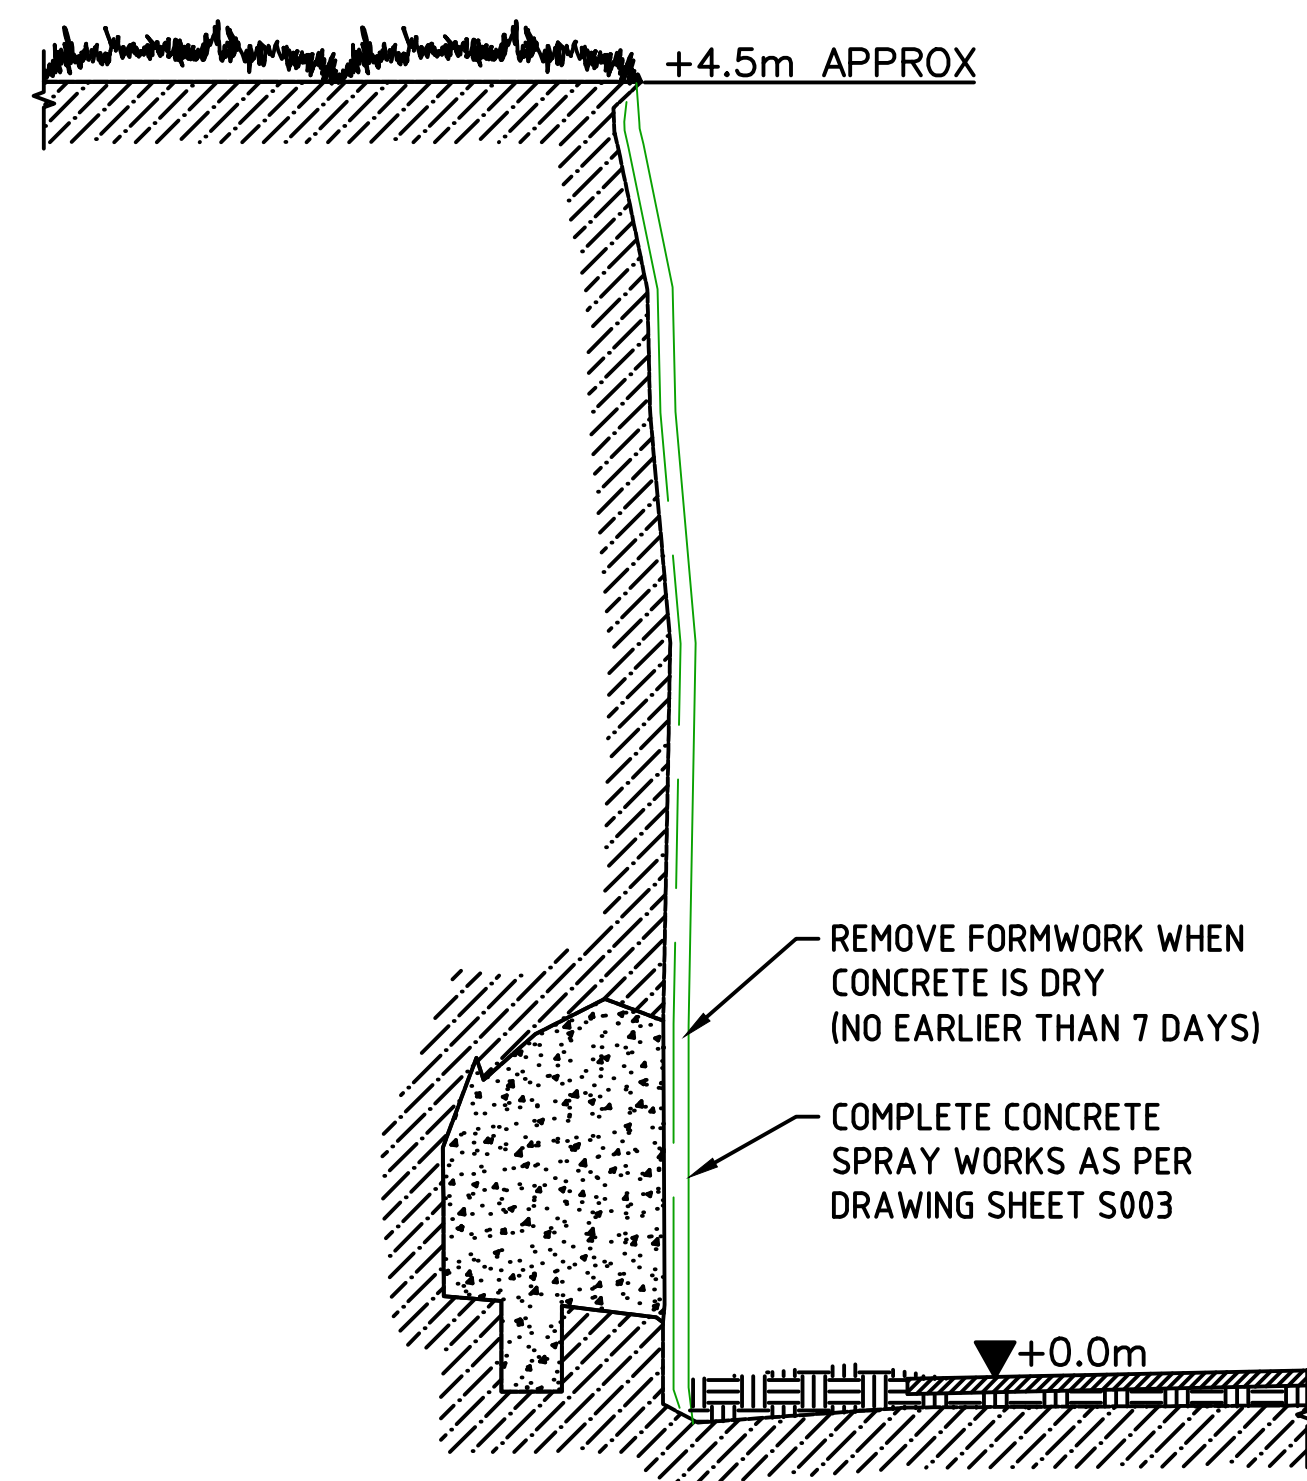 +4.5m APPROX
REMOVE FORMWORK WHEN
CONCRETE IS DRY
(NO EARLIER THAN 7 DAYS)
COMPLETE CONCRETE
SPRAY WORKS AS PER
DRAWING SHEET S003
+0.0m